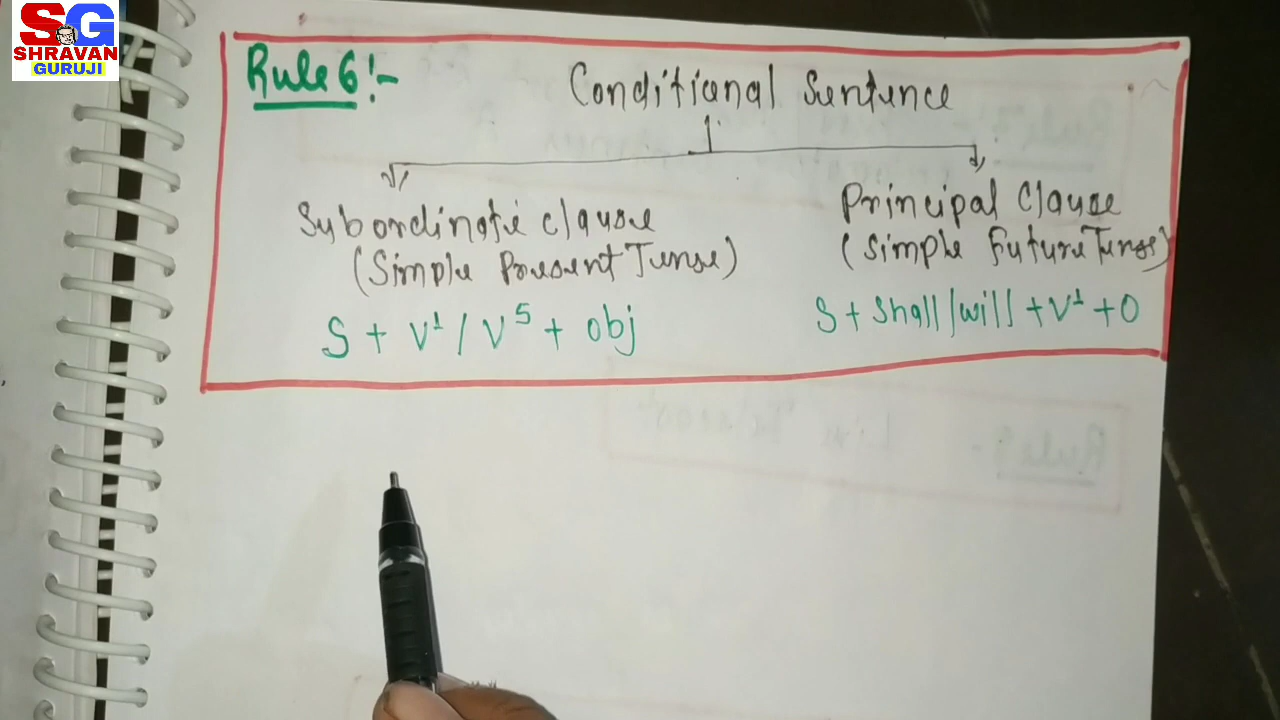 SG
SHRAVAN
GURUJI
Rule 6:-
Conditional Sentence
Subordinate clause
(Simple Present Tense)
S + V¹ / V⁵ + obj
Principal Clause
(Simple Future Tense)
S + Shall/will + V¹ + O